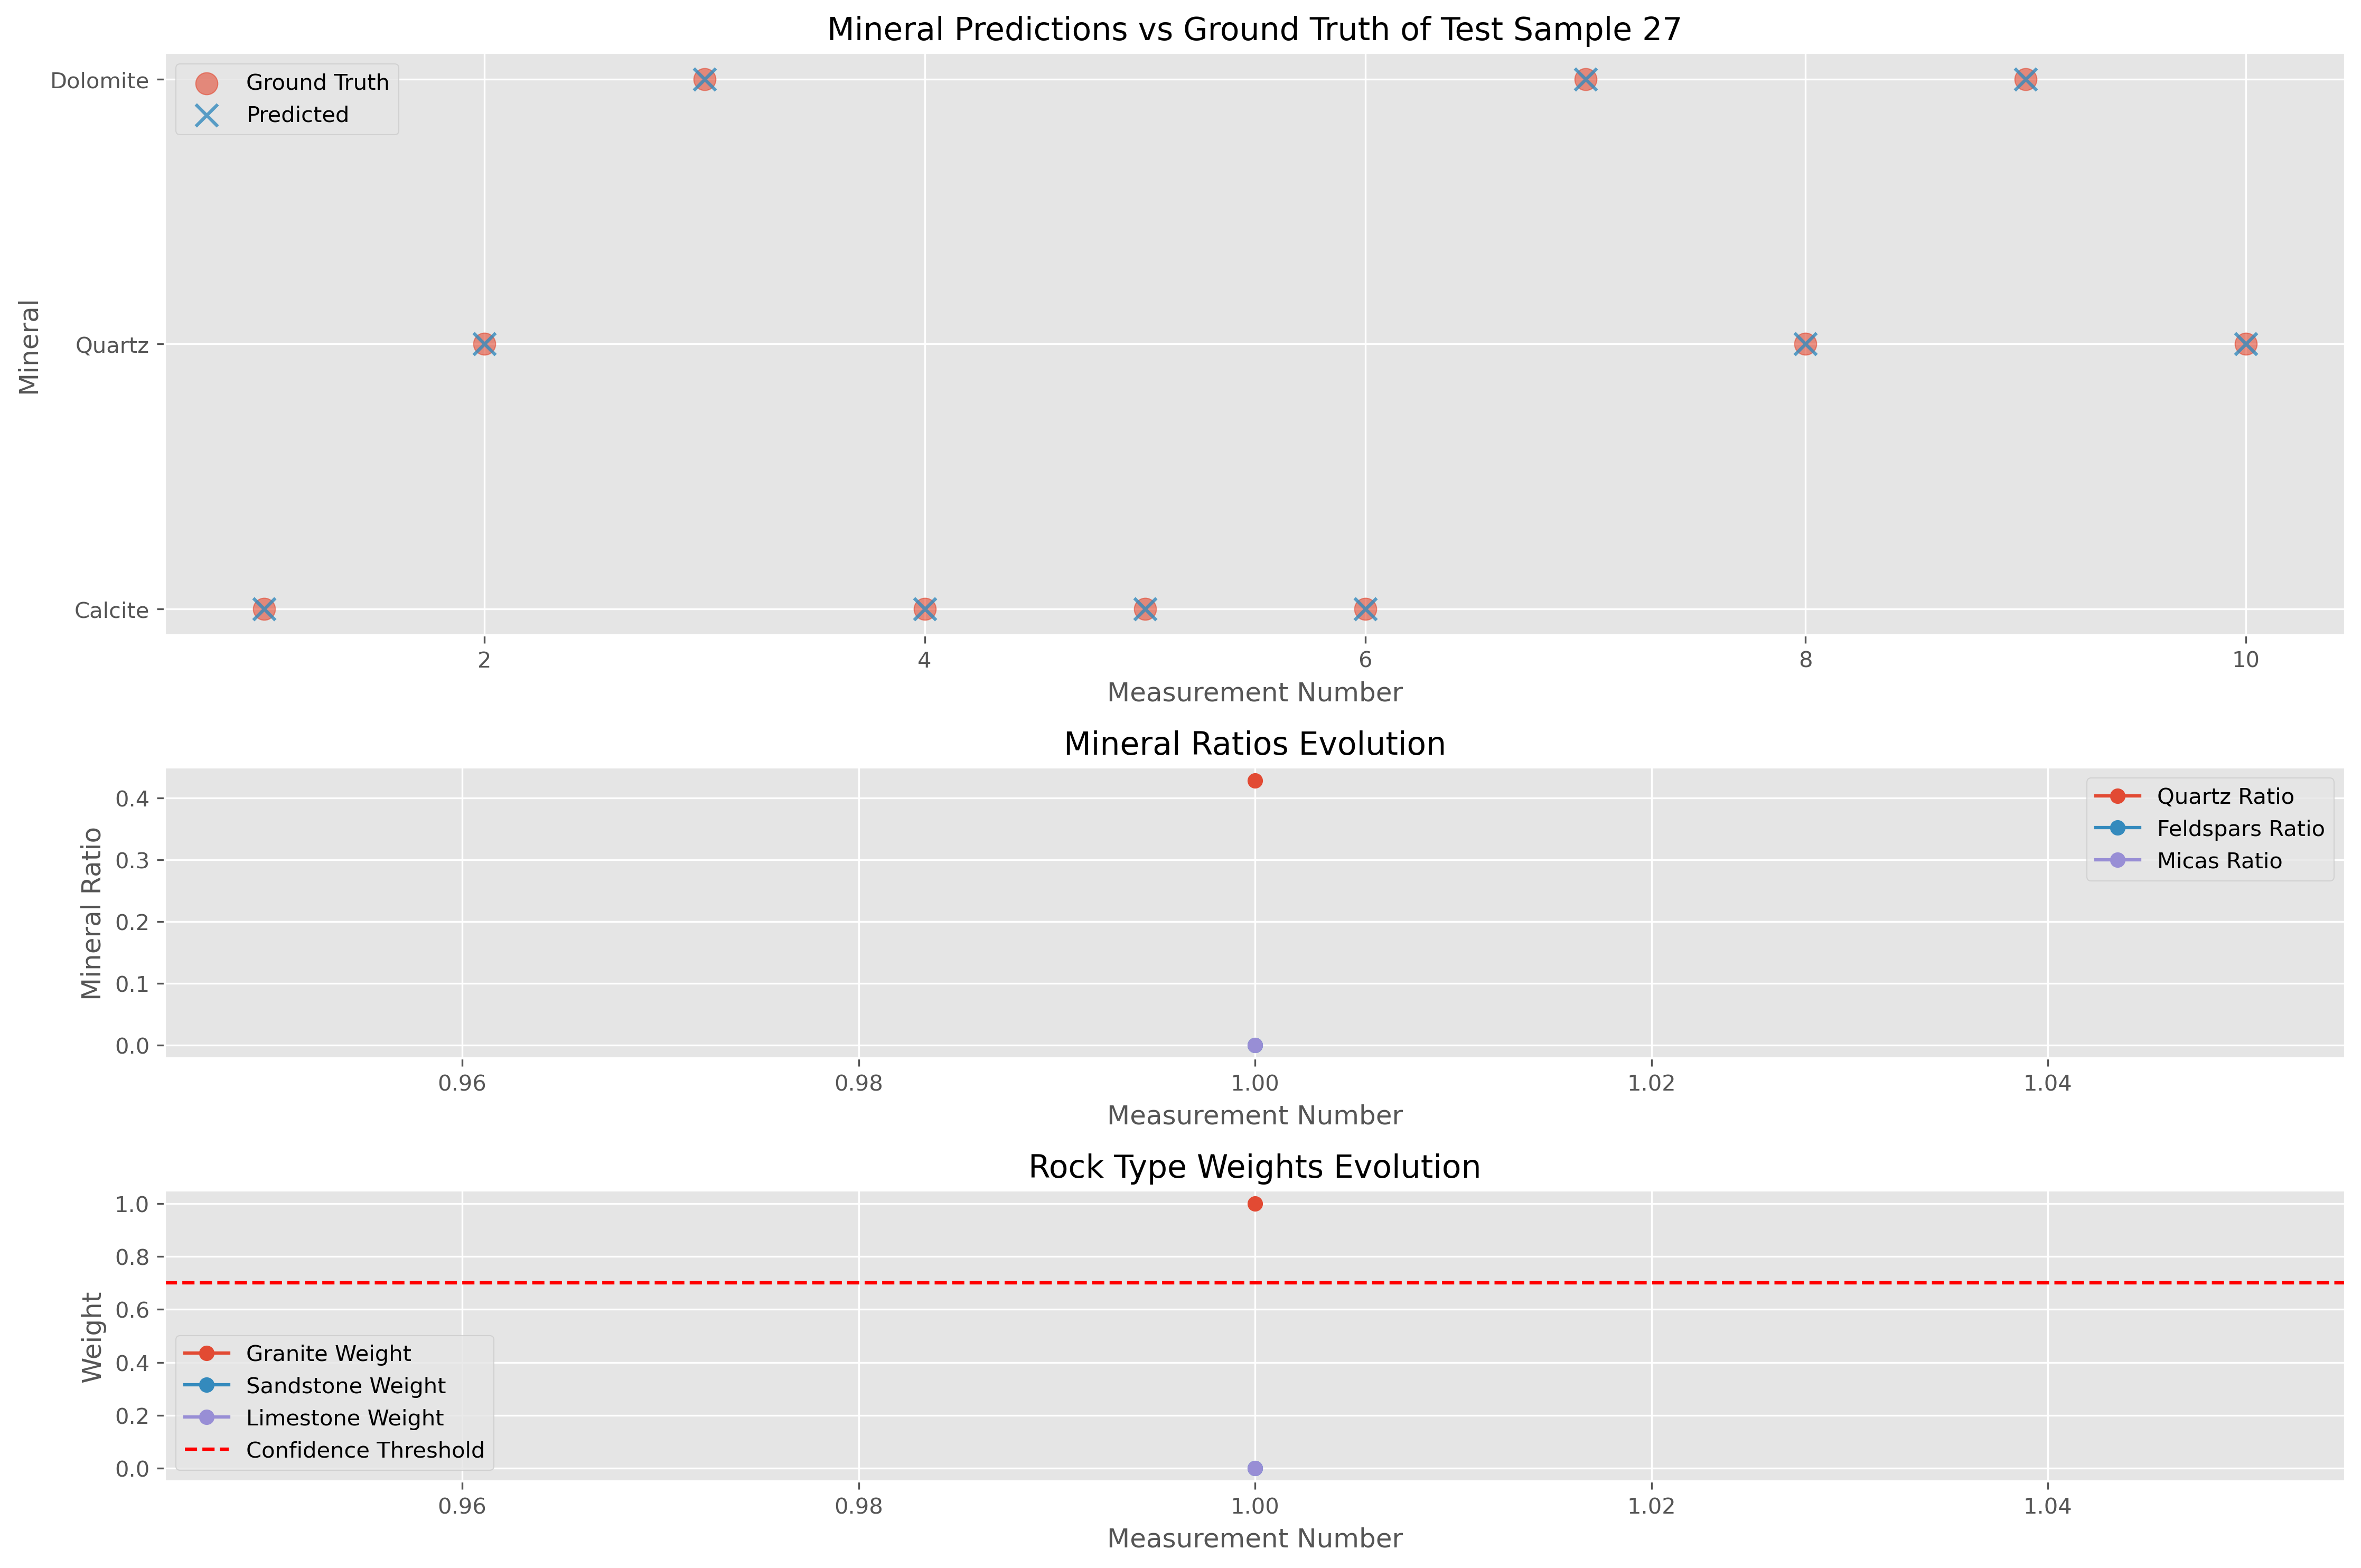 Mineral Predictions vs Ground Truth of Test Sample 27
Ground Truth
Predicted
Mineral
Dolomite
Quartz
Calcite
2 4 6 8 10
Measurement Number
Mineral Ratios Evolution
Quartz Ratio
Feldspars Ratio
Micas Ratio
Mineral Ratio
0.4
0.3
0.2
0.1
0.0
0.96 0.98 1.00 1.02 1.04
Measurement Number
Rock Type Weights Evolution
Weight
1.0
0.8
0.6
0.4
0.2
0.0
Granite Weight
Sandstone Weight
Limestone Weight
Confidence Threshold
0.96 0.98 1.00 1.02 1.04
Measurement Number